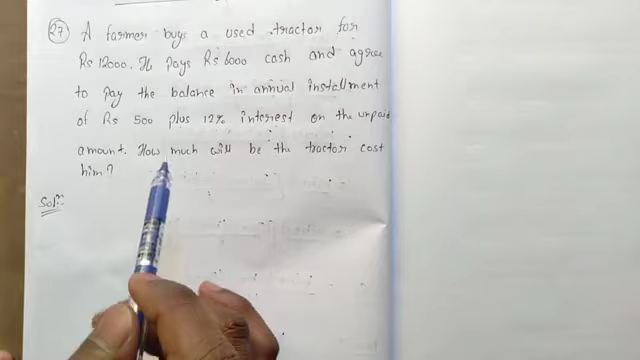 27 A farmer buys a used tractor for
Rs 12000. He pays Rs 6000 cash and agree
to pay the balance in annual installment
of Rs 500 plus 12% interest on the unpaid
amount. How much will be the tractor cost
him?
Solⁿ